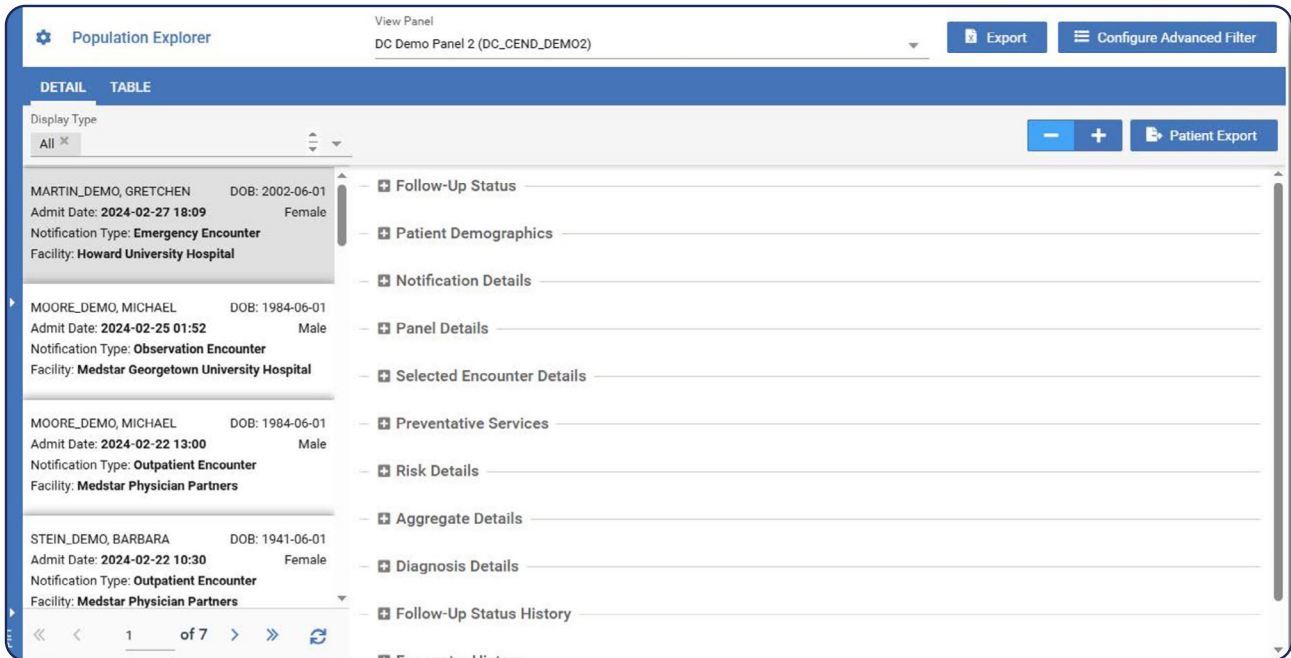 Population Explorer
View Panel
DC Demo Panel 2 (DC_CEND_DEMO2)
Export
Configure Advanced Filter
DETAIL TABLE
Display Type
All
Patient Export
MARTIN_DEMO, GRETCHEN DOB: 2002-06-01
Admit Date: 2024-02-27 18:09 Female
Notification Type: Emergency Encounter
Facility: Howard University Hospital
MOORE_DEMO, MICHAEL DOB: 1984-06-01
Admit Date: 2024-02-25 01:52 Male
Notification Type: Observation Encounter
Facility: Medstar Georgetown University Hospital
MOORE_DEMO, MICHAEL DOB: 1984-06-01
Admit Date: 2024-02-22 13:00 Male
Notification Type: Outpatient Encounter
Facility: Medstar Physician Partners
STEIN_DEMO, BARBARA DOB: 1941-06-01
Admit Date: 2024-02-22 10:30 Female
Notification Type: Outpatient Encounter
Facility: Medstar Physician Partners
1 of 7
Follow-Up Status
Patient Demographics
Notification Details
Panel Details
Selected Encounter Details
Preventative Services
Risk Details
Aggregate Details
Diagnosis Details
Follow-Up Status History